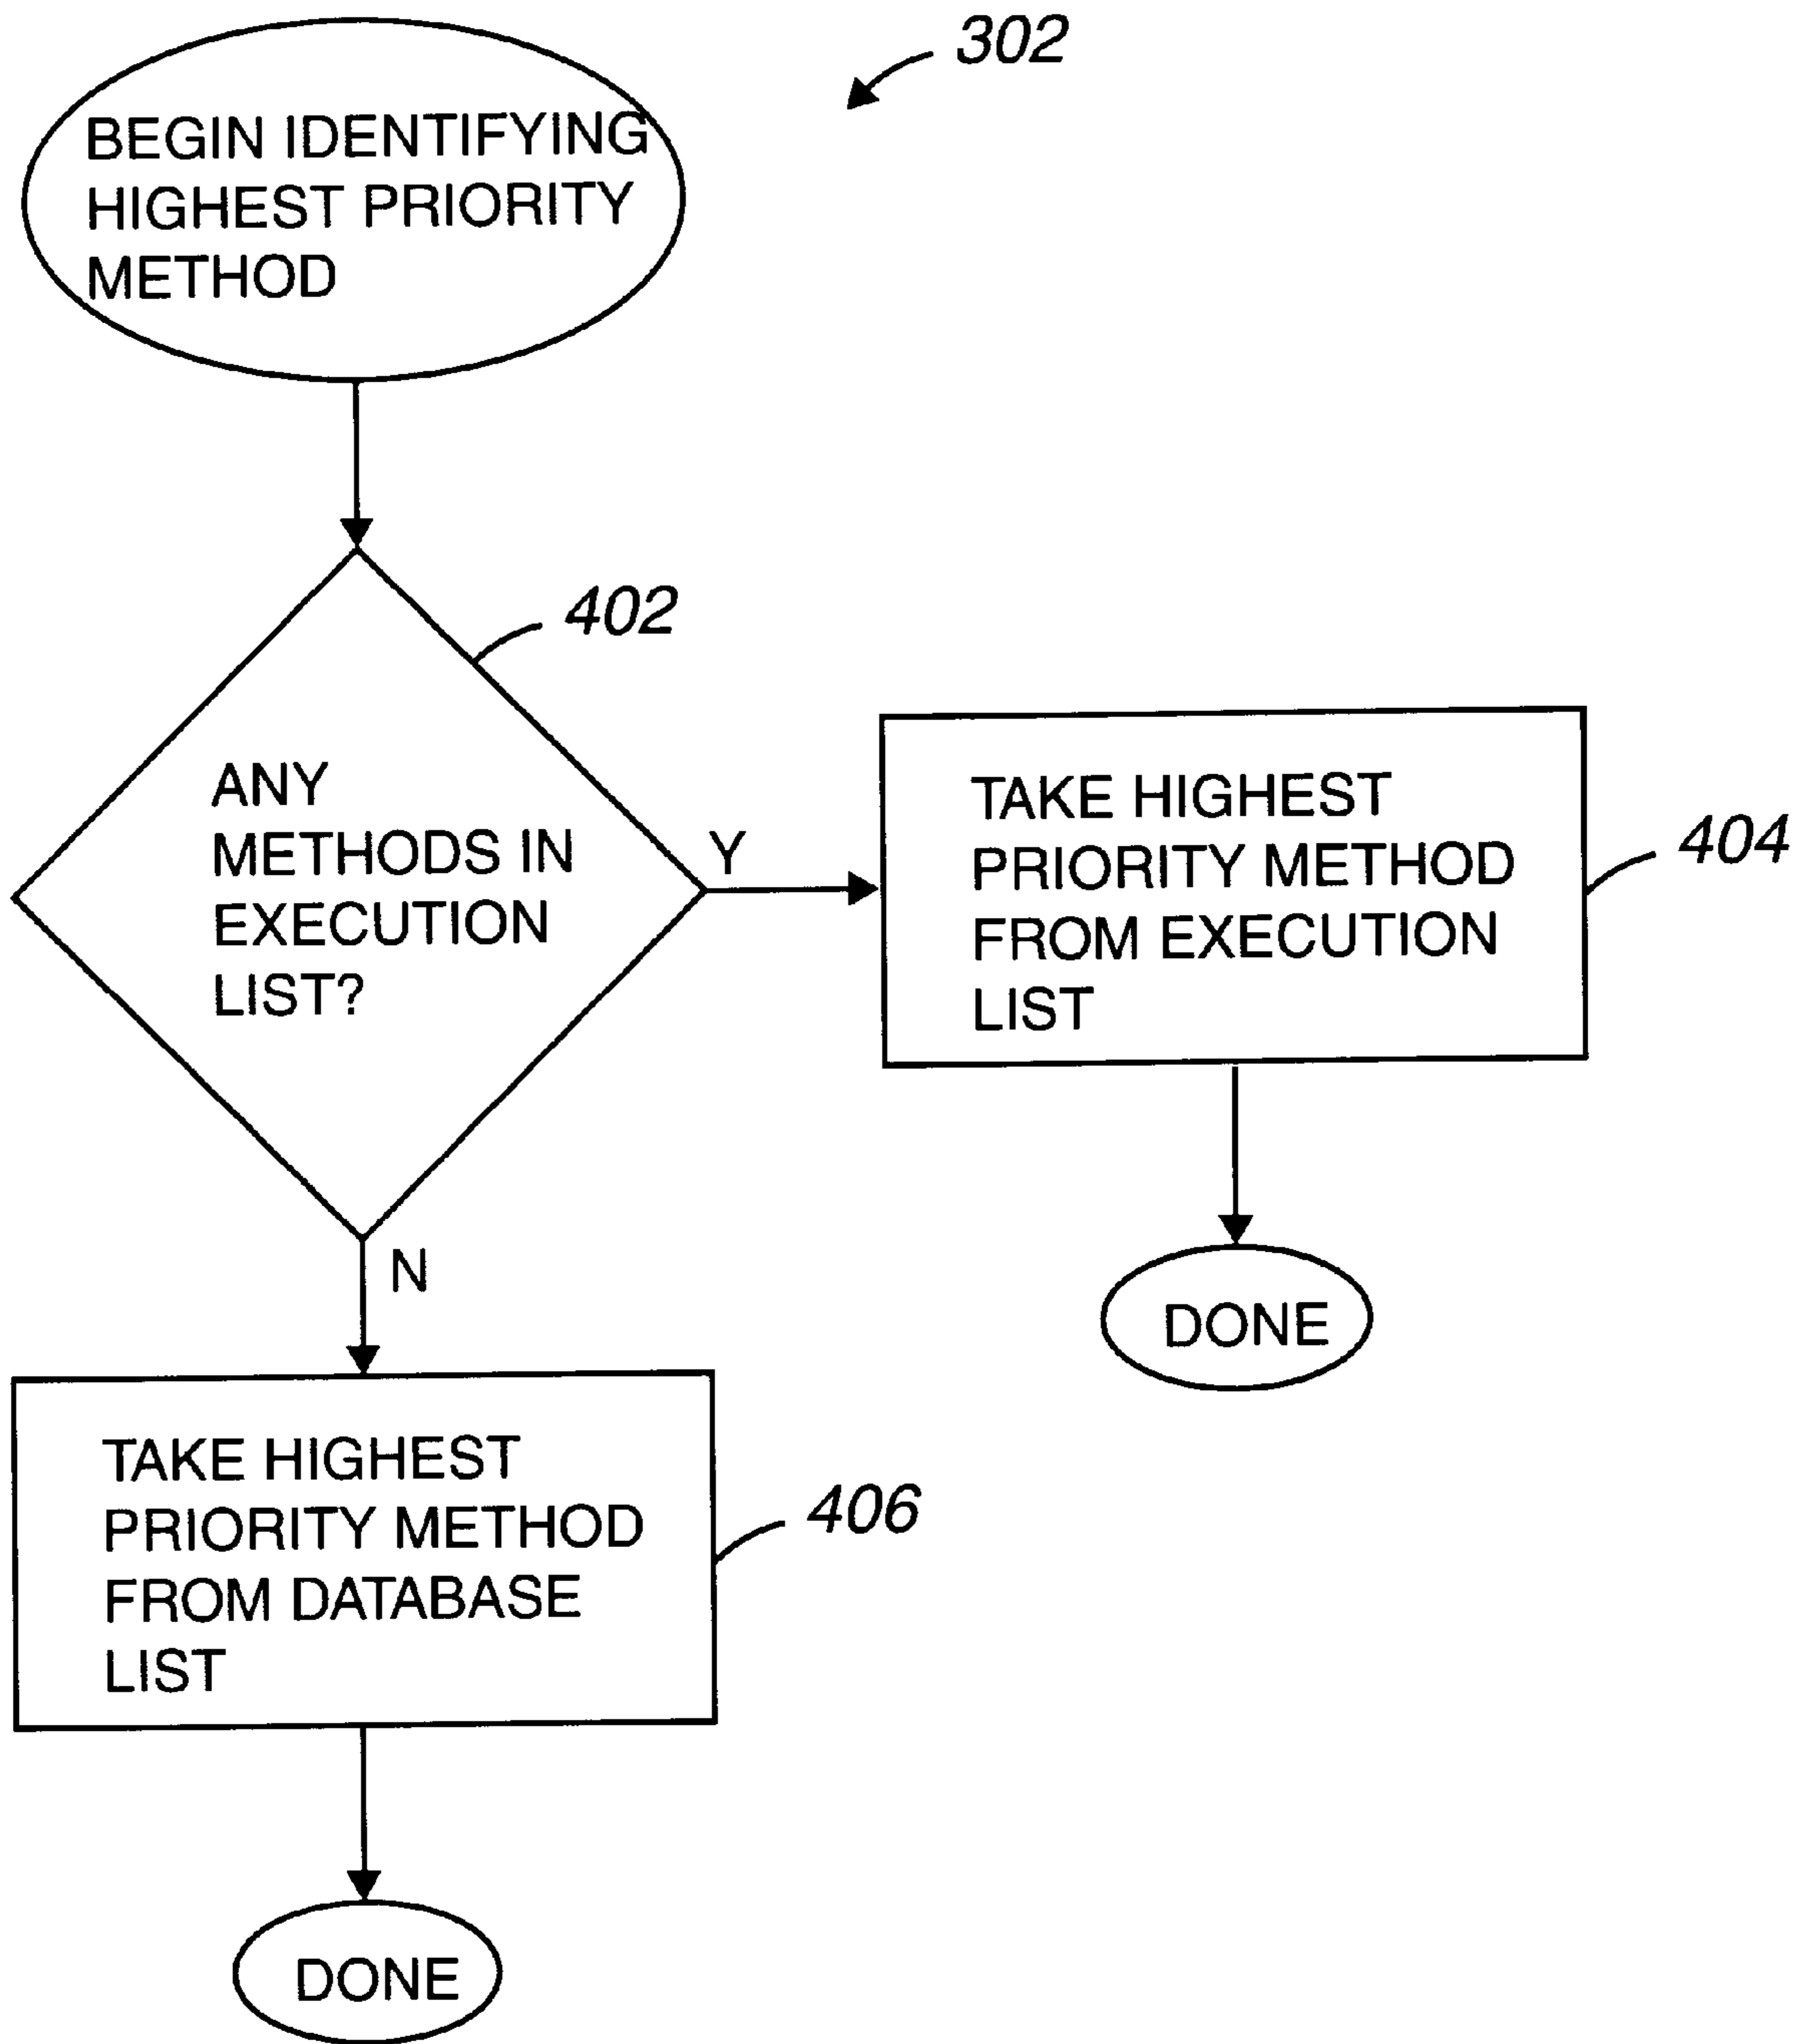 302
BEGIN IDENTIFYING
HIGHEST PRIORITY
METHOD
402
ANY
METHODS IN
EXECUTION
LIST?
Y
TAKE HIGHEST
PRIORITY METHOD
FROM EXECUTION
LIST
404
N
DONE
TAKE HIGHEST
PRIORITY METHOD
FROM DATABASE
LIST
406
DONE